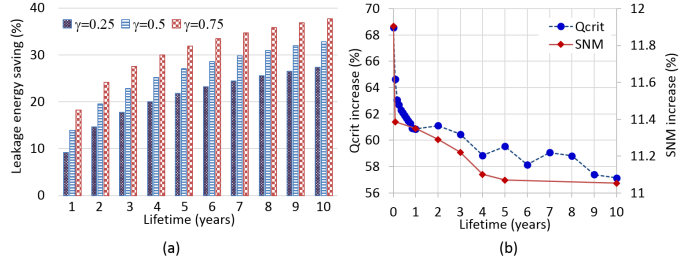 γ=0.25 γ=0.5 γ=0.75
Leakage energy saving (%)
40
30
20
10
0
1 2 3 4 5 6 7 8 9 10
Lifetime (years)
(a)
Qcrit
SNM
Qcrit increase (%)
70
68
66
64
62
60
58
56
SNM increase (%)
12
11.8
11.6
11.4
11.2
11
0 1 2 3 4 5 6 7 8 9 10
Lifetime (years)
(b)